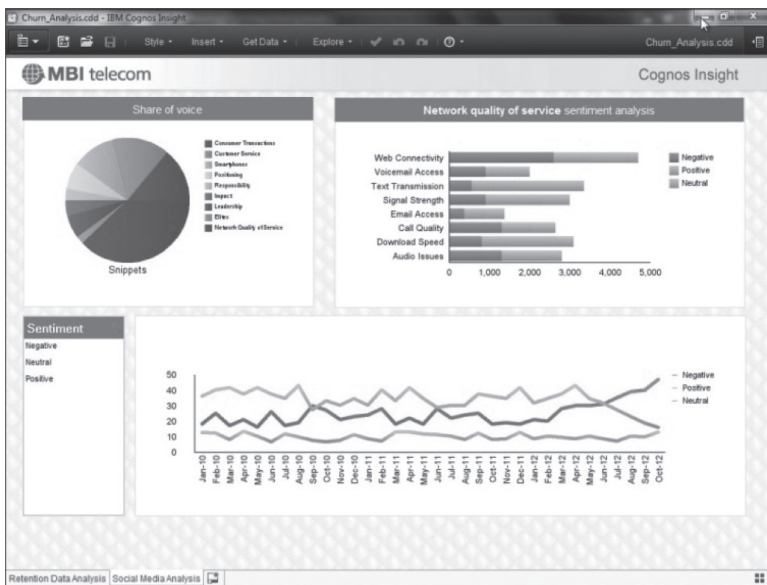 Churn_Analysis.cdd - IBM Cognos Insight
Style Insert Get Data Explore Churn_Analysis.cdd
MBI telecom Cognos Insight
Share of voice
Consumer Transactions
Customer Service
Smartphones
Positioning
Responsibility
Impact
Leadership
Elites
Network Quality of Service
Snippets
Network quality of service sentiment analysis
Web Connectivity
Voicemail Access
Text Transmission
Signal Strength
Email Access
Call Quality
Download Speed
Audio Issues
0 1,000 2,000 3,000 4,000 5,000
Negative
Positive
Neutral
Sentiment
Negative
Neutral
Positive
50
40
30
20
10
0
Jan-10 Feb-10 Mar-10 Apr-10 May-10 Jun-10 Jul-10 Aug-10 Sep-10 Oct-10 Nov-10 Dec-10 Jan-11 Feb-11 Mar-11 Apr-11 May-11 Jun-11 Jul-11 Aug-11 Sep-11 Oct-11 Nov-11 Dec-11 Jan-12 Feb-12 Mar-12 Apr-12 May-12 Jun-12 Jul-12 Aug-12 Sep-12 Oct-12
Negative
Positive
Neutral
Retention Data Analysis Social Media Analysis